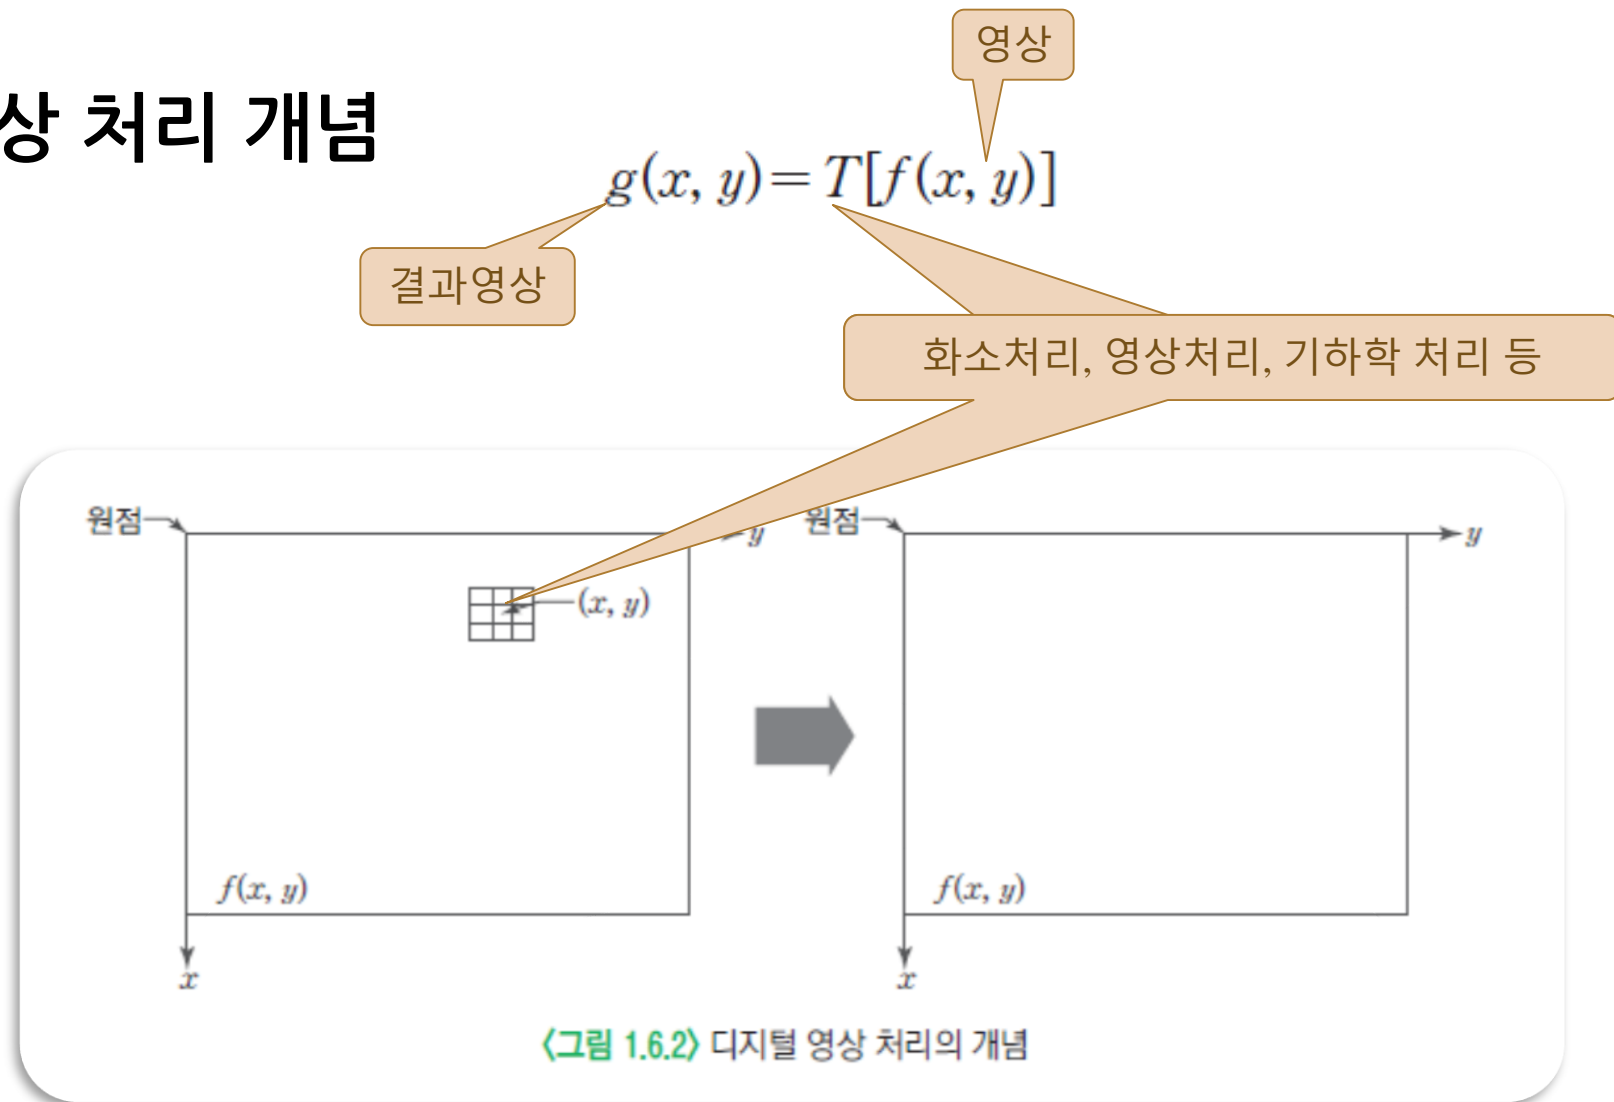 영상
상 처리 개념
g(x, y)=T[f(x, y)]
결과영상
화소처리, 영상처리, 기하학 처리 등
원점 y 원점 y
(x, y)
f(x, y) f(x, y)
x x
<그림 1.6.2> 디지털 영상 처리의 개념